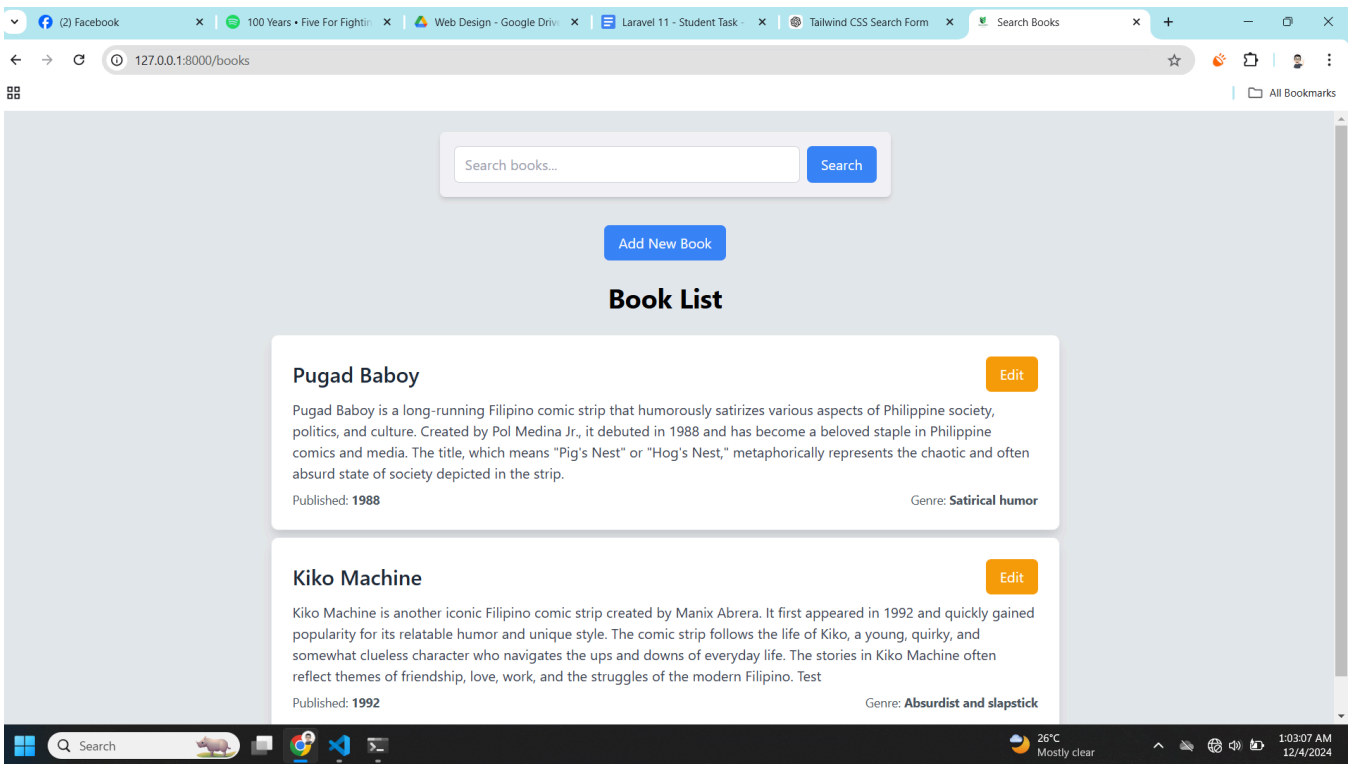 (2) Facebook
100 Years • Five For Fightin
Web Design - Google Driv
Laravel 11 - Student Task -
Tailwind CSS Search Form
Search Books
127.0.0.1:8000/books
All Bookmarks
Search books...
Search
Add New Book
Book List
Pugad Baboy
Edit
Pugad Baboy is a long-running Filipino comic strip that humorously satirizes various aspects of Philippine society,
politics, and culture. Created by Pol Medina Jr., it debuted in 1988 and has become a beloved staple in Philippine
comics and media. The title, which means "Pig's Nest" or "Hog's Nest," metaphorically represents the chaotic and often
absurd state of society depicted in the strip.
Published: 1988
Genre: Satirical humor
Kiko Machine
Edit
Kiko Machine is another iconic Filipino comic strip created by Manix Abrera. It first appeared in 1992 and quickly gained
popularity for its relatable humor and unique style. The comic strip follows the life of Kiko, a young, quirky, and
somewhat clueless character who navigates the ups and downs of everyday life. The stories in Kiko Machine often
reflect themes of friendship, love, work, and the struggles of the modern Filipino. Test
Published: 1992
Genre: Absurdist and slapstick
Search
26°C
Mostly clear
1:03:07 AM
12/4/2024